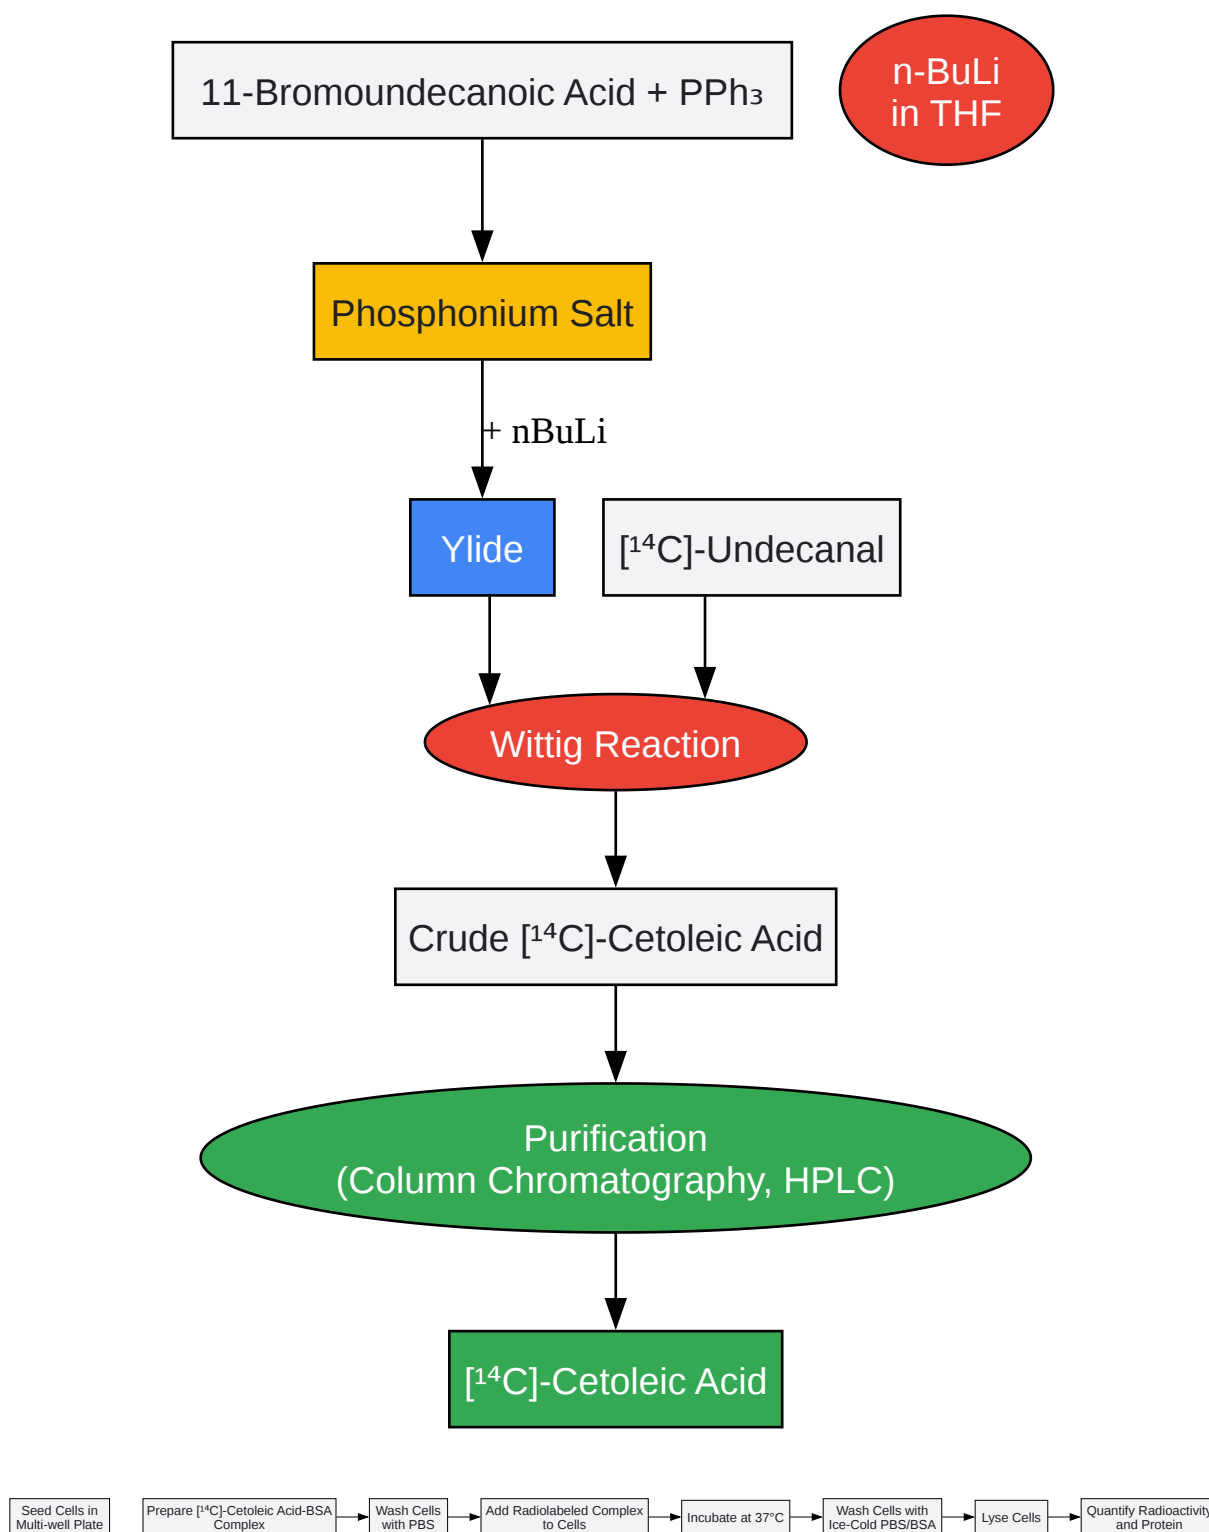 11-Bromoundecanoic Acid + PPh₃
n-BuLi
in THF
Phosphonium Salt
+ nBuLi
Ylide
[¹⁴C]-Undecanal
Wittig Reaction
Crude [¹⁴C]-Cetoleic Acid
Purification
(Column Chromatography, HPLC)
[¹⁴C]-Cetoleic Acid
Seed Cells in
Multi-well Plate
Prepare [¹⁴C]-Cetoleic Acid-BSA
Complex
Wash Cells
with PBS
Add Radiolabeled Complex
to Cells
Incubate at 37°C
Wash Cells with
Ice-Cold PBS/BSA
Lyse Cells
Quantify Radioactivity
and Protein